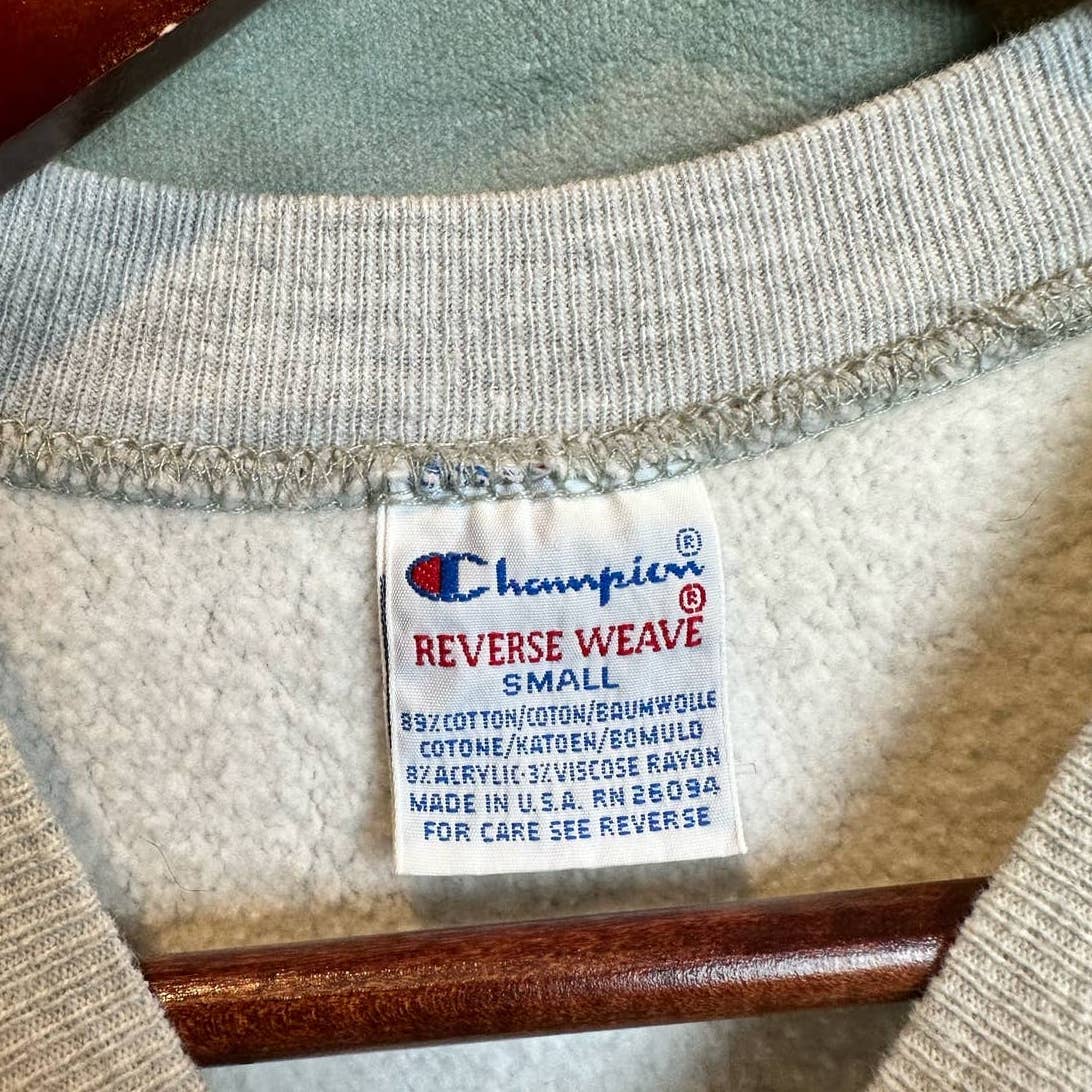 Champion®
REVERSE WEAVE®
SMALL
89% COTTON/COTON/BAUMWOLLE
COTONE/KATOEN/BOMULD
8% ACRYLIC·3% VISCOSE RAYON
MADE IN U.S.A. RN 26094
FOR CARE SEE REVERSE